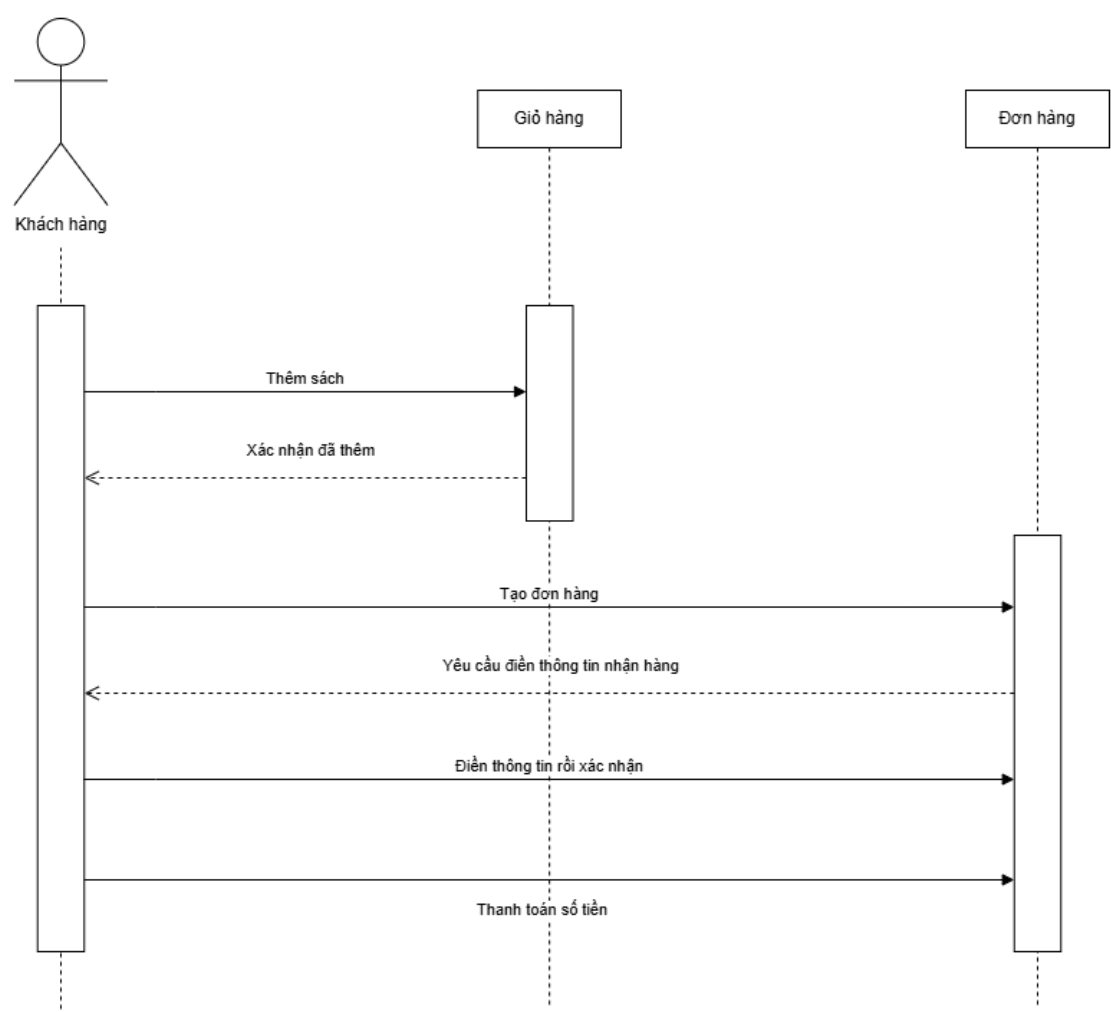 Giỏ hàng
Đơn hàng
Khách hàng
Thêm sách
Xác nhận đã thêm
Tạo đơn hàng
Yêu cầu điền thông tin nhận hàng
Điền thông tin rồi xác nhận
Thanh toán số tiền